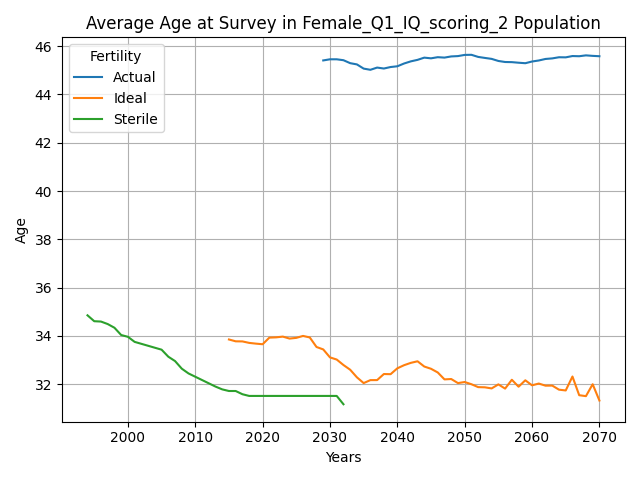 Average Age at Survey in Female_Q1_IQ_scoring_2 Population
Fertility
Actual
Ideal
Sterile
Age
46
44
42
40
38
36
34
32
2000 2010 2020 2030 2040 2050 2060 2070
Years